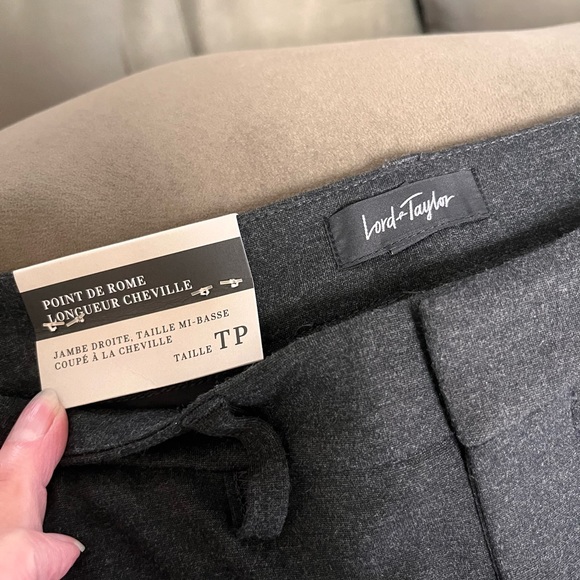 Lord & Taylor
POINT DE ROME
LONGUEUR CHEVILLE
JAMBE DROITE, TAILLE MI-BASSE
COUPÉ À LA CHEVILLE
TAILLE TP